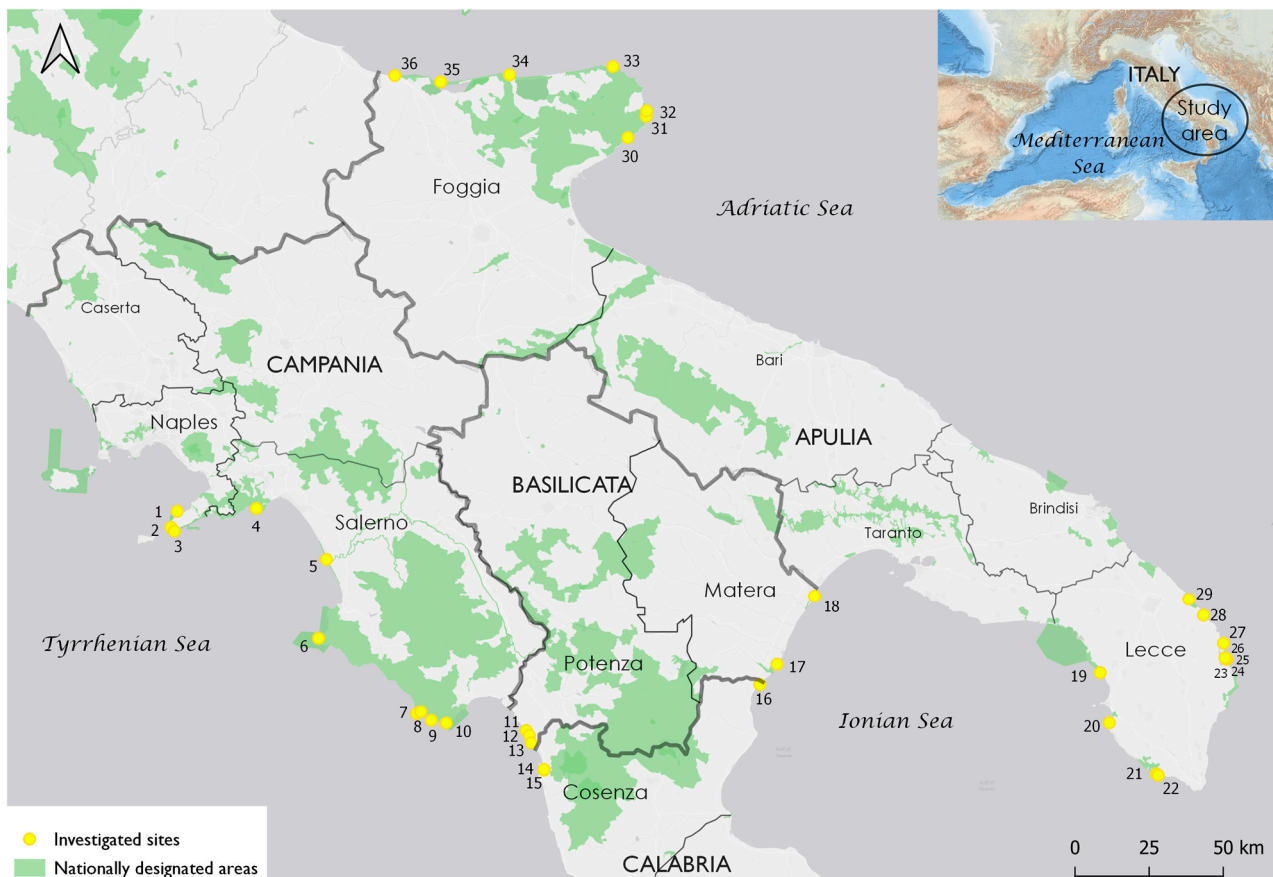 ITALY
Study
area
Mediterranean
Sea
36
35
34
33
32
31
30
Foggia
Adriatic Sea
Caserta
CAMPANIA
Bari
Naples
APULIA
BASILICATA
Salerno
Brindisi
Taranto
1
2
3
4
5
Matera
18
29
28
27
26
25
24
23
Lecce
Tyrrhenian Sea
6
Potenza
17
16
19
Ionian Sea
20
7
8
9
10
11
12
13
14
15
21
22
Cosenza
CALABRIA
Investigated sites
Nationally designated areas
0 25 50 km